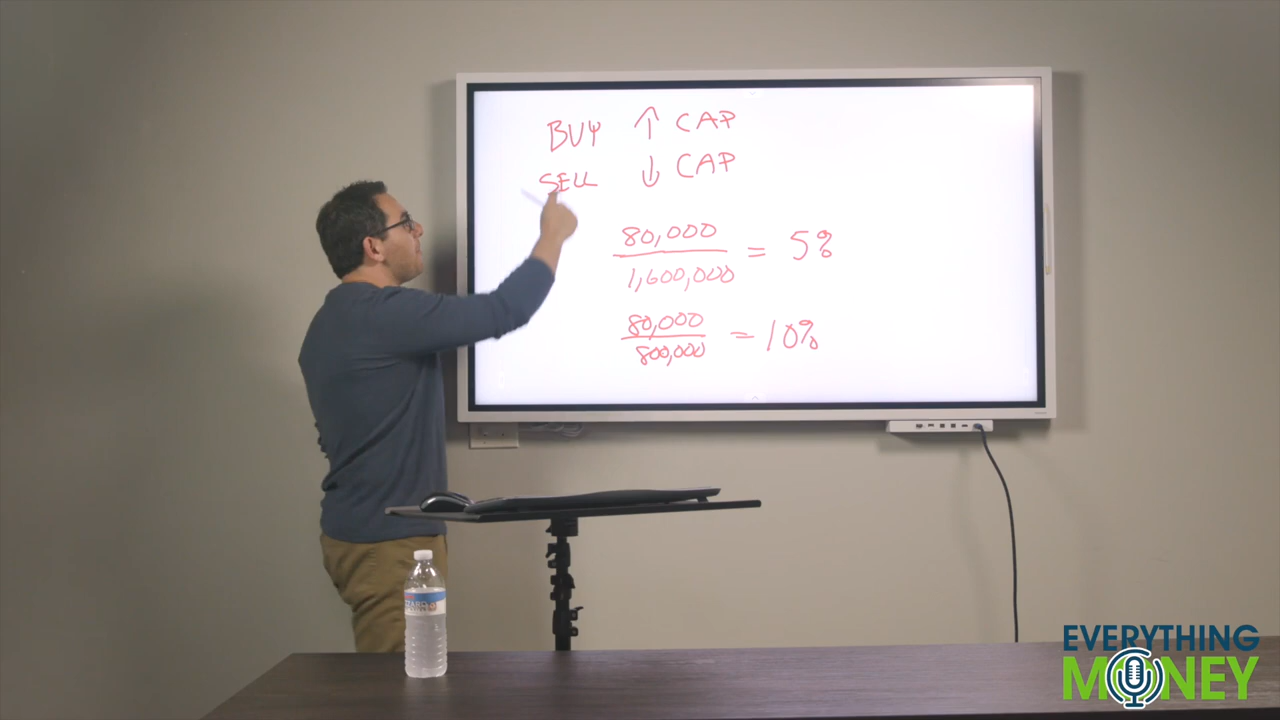 BUY ↑ CAP
SELL ↓ CAP
80,000
1,600,000
= 5%
80,000
800,000
= 10%
EVERYTHING
MONEY